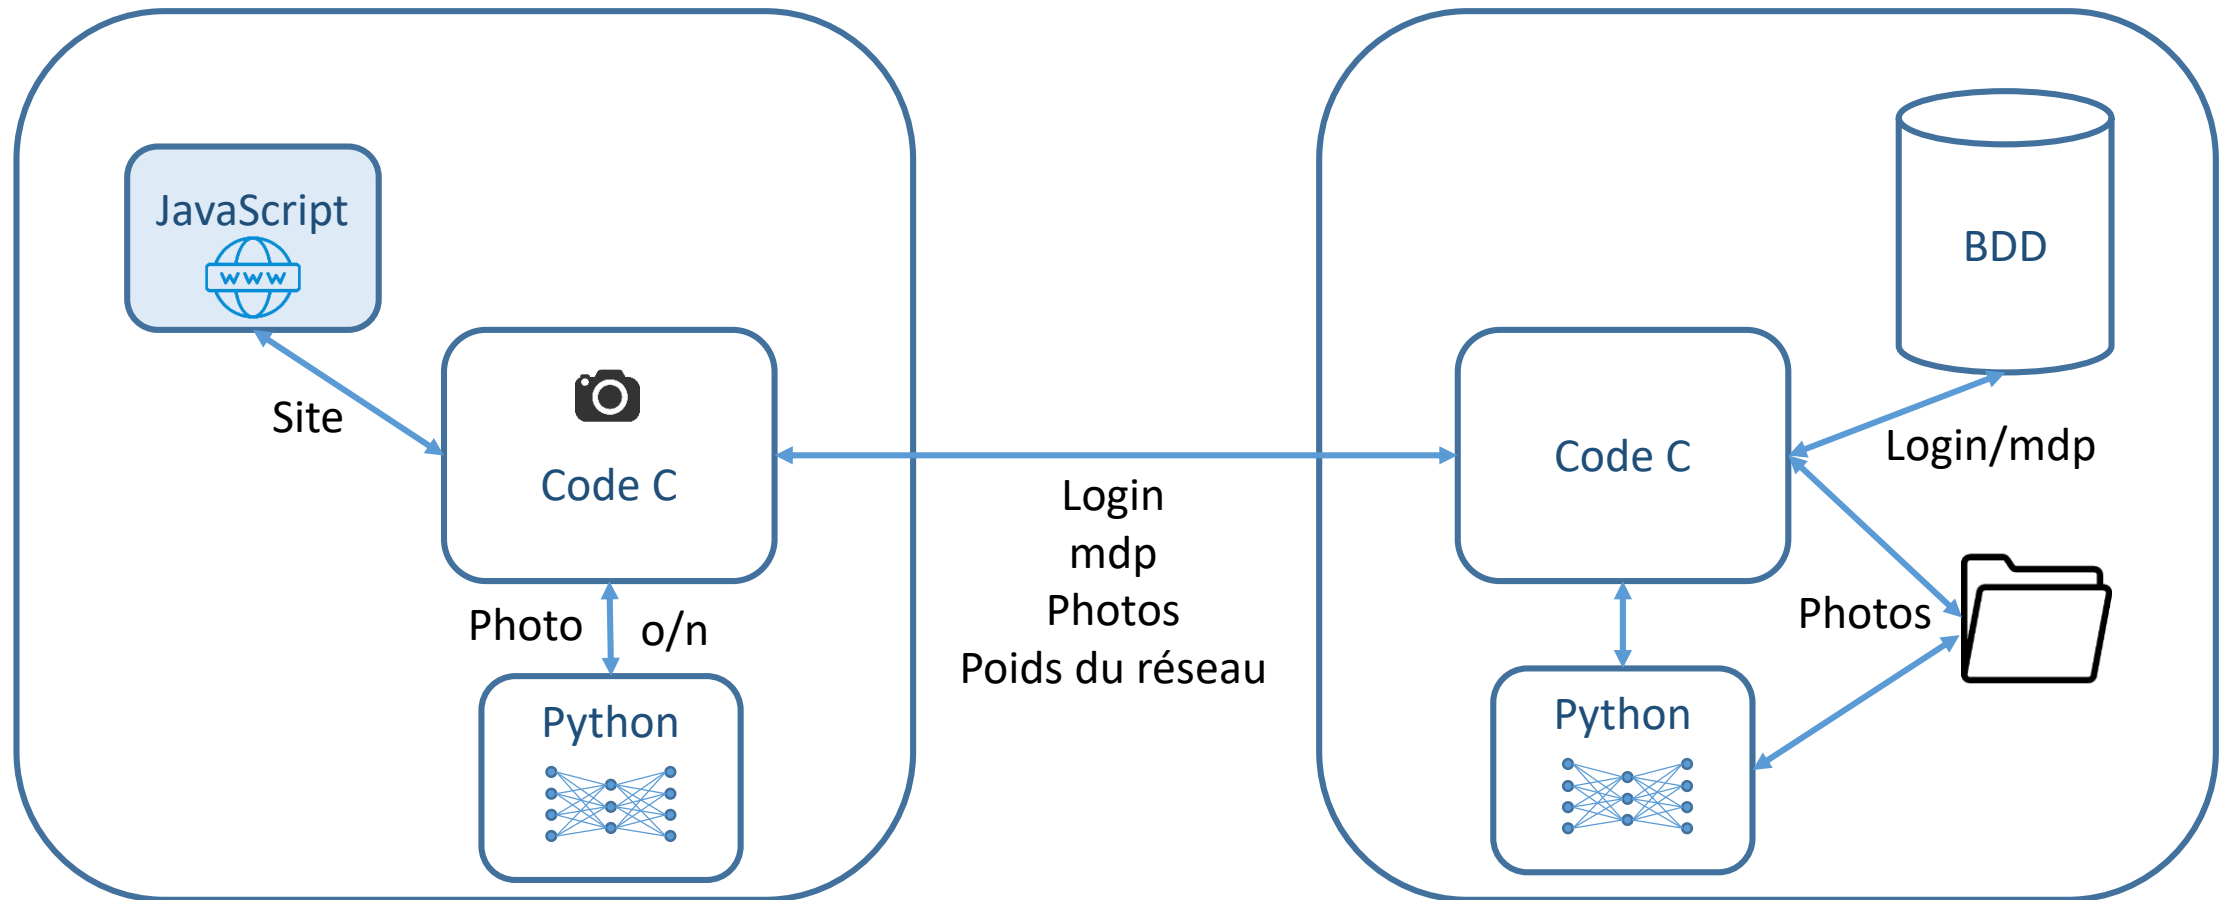 JavaScript
www
Site
Code C
Photo
o/n
Python
Login
mdp
Photos
Poids du réseau
BDD
Code C
Login/mdp
Photos
Python